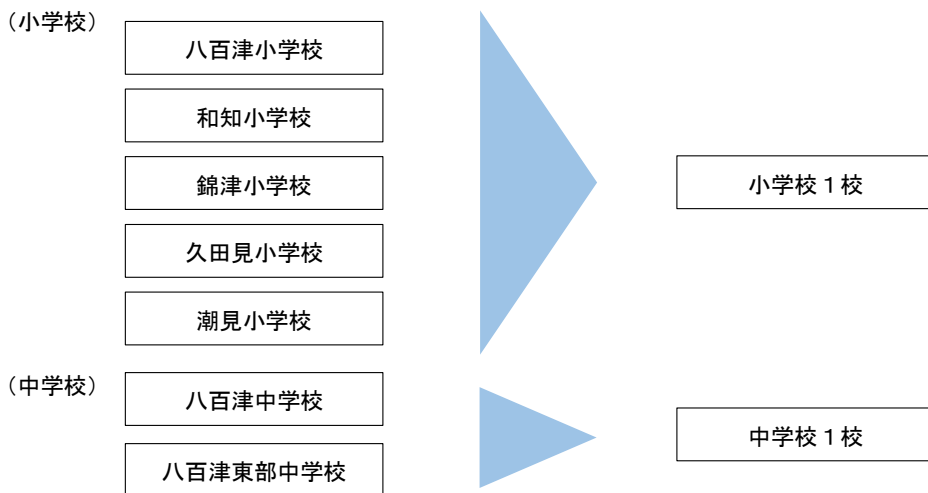 （小学校）
八百津小学校
和知小学校
錦津小学校
久田見小学校
潮見小学校
小学校１校
（中学校）
八百津中学校
八百津東部中学校
中学校１校